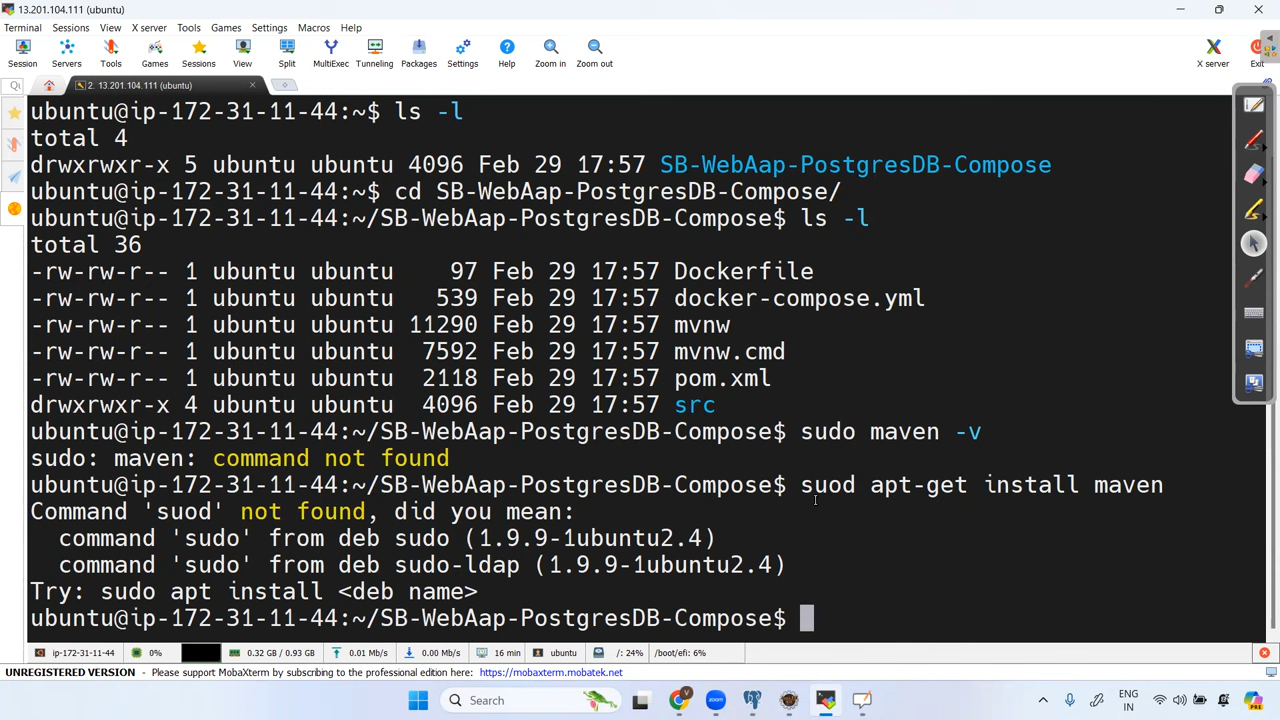 13.201.104.111 (ubuntu)
Terminal Sessions View X server Tools Games Settings Macros Help
Session Servers Tools Games Sessions View Split MultiExec Tunneling Packages Settings Help Zoom in Zoom out X server Exit
2. 13.201.104.111 (ubuntu)
ubuntu@ip-172-31-11-44:~$ ls -l
total 4
drwxrwxr-x 5 ubuntu ubuntu 4096 Feb 29 17:57 SB-WebAap-PostgresDB-Compose
ubuntu@ip-172-31-11-44:~$ cd SB-WebAap-PostgresDB-Compose/
ubuntu@ip-172-31-11-44:~/SB-WebAap-PostgresDB-Compose$ ls -l
total 36
-rw-rw-r-- 1 ubuntu ubuntu    97 Feb 29 17:57 Dockerfile
-rw-rw-r-- 1 ubuntu ubuntu   539 Feb 29 17:57 docker-compose.yml
-rw-rw-r-- 1 ubuntu ubuntu 11290 Feb 29 17:57 mvnw
-rw-rw-r-- 1 ubuntu ubuntu  7592 Feb 29 17:57 mvnw.cmd
-rw-rw-r-- 1 ubuntu ubuntu  2118 Feb 29 17:57 pom.xml
drwxrwxr-x 4 ubuntu ubuntu  4096 Feb 29 17:57 src
ubuntu@ip-172-31-11-44:~/SB-WebAap-PostgresDB-Compose$ sudo maven -v
sudo: maven: command not found
ubuntu@ip-172-31-11-44:~/SB-WebAap-PostgresDB-Compose$ suod apt-get install maven
Command 'suod' not found, did you mean:
  command 'sudo' from deb sudo (1.9.9-1ubuntu2.4)
  command 'sudo' from deb sudo-ldap (1.9.9-1ubuntu2.4)
Try: sudo apt install <deb name>
ubuntu@ip-172-31-11-44:~/SB-WebAap-PostgresDB-Compose$
ip-172-31-11-44 0% 0.32 GB / 0.93 GB 0.01 Mb/s 0.00 Mb/s 16 min ubuntu /: 24% /boot/efi: 6%
UNREGISTERED VERSION - Please support MobaXterm by subscribing to the professional edition here: https://mobaxterm.mobatek.net
Search ENG
IN